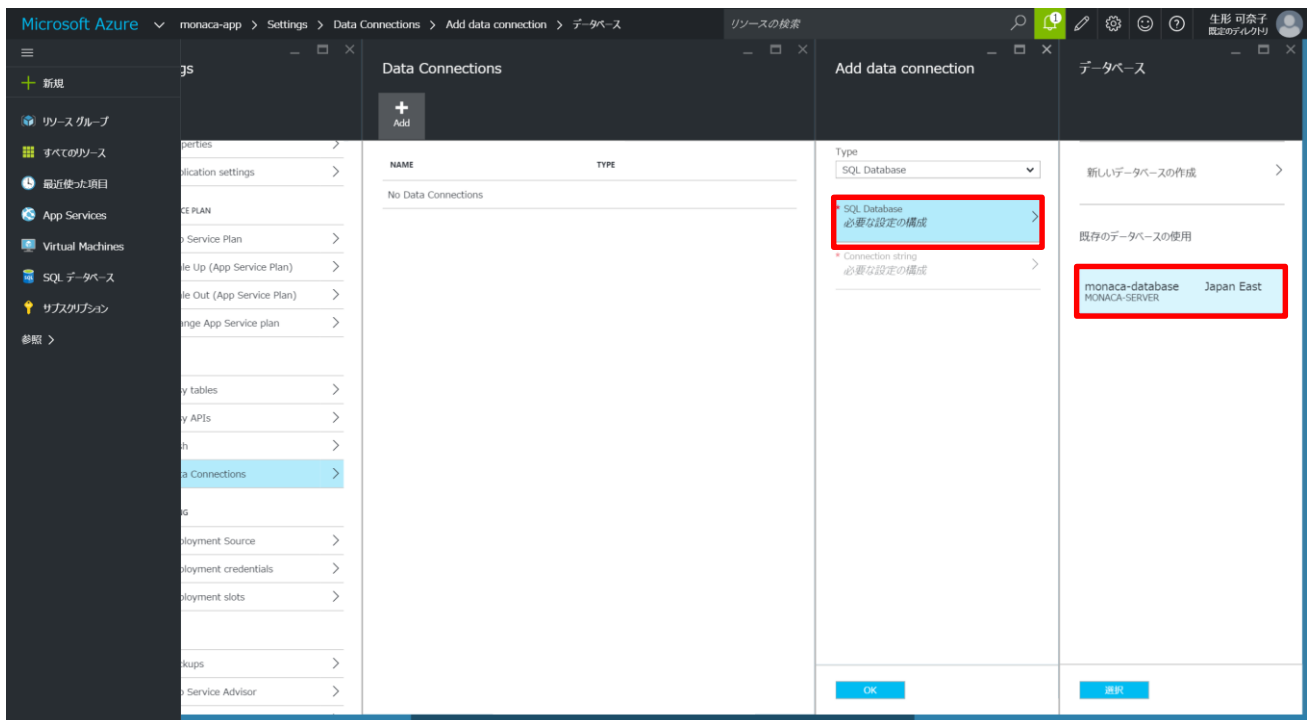 Microsoft Azure monaca-app > Settings > Data Connections > Add data connection > データベース リソースの検索 1 生形 可奈子
既定のディレクトリ
新規
リソース グループ
すべてのリソース
最近使った項目
App Services
Virtual Machines
SQL データベース
サブスクリプション
参照 >
gs
perties
plication settings
CE PLAN
Service Plan
le Up (App Service Plan)
le Out (App Service Plan)
ange App Service plan
y tables
y APIs
sh
ta Connections
NG
ployment Source
ployment credentials
ployment slots
ckups
Service Advisor
Data Connections
Add
NAME TYPE
No Data Connections
Add data connection
Type
SQL Database
* SQL Database
必要な設定の構成
* Connection string
必要な設定の構成
OK
データベース
新しいデータベースの作成
既存のデータベースの使用
monaca-database Japan East
MONACA-SERVER
選択